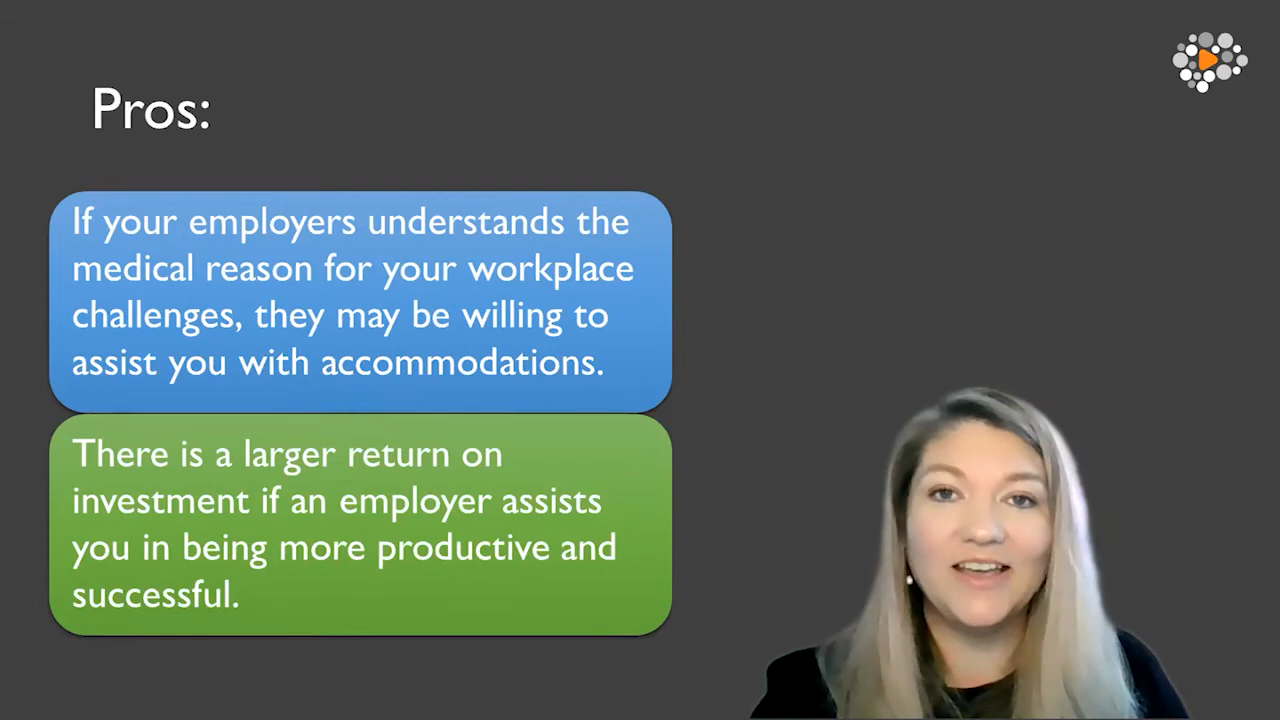 Pros:
If your employers understands the
medical reason for your workplace
challenges, they may be willing to
assist you with accommodations.
There is a larger return on
investment if an employer assists
you in being more productive and
successful.